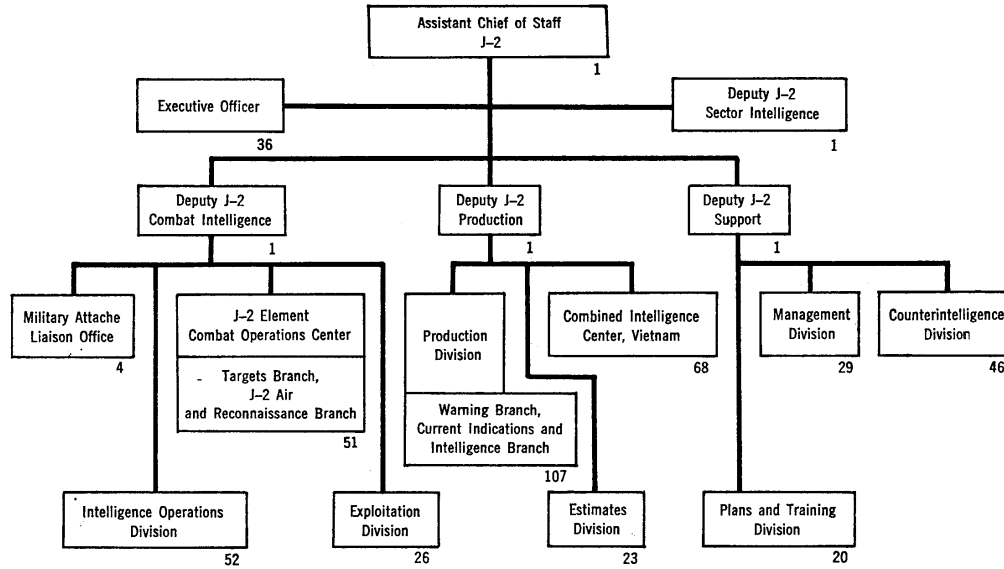 Assistant Chief of Staff
J-2
1
Executive Officer
36
Deputy J-2
Sector Intelligence
1
Deputy J-2
Combat Intelligence
1
Deputy J-2
Production
1
Deputy J-2
Support
1
Military Attache
Liaison Office
4
J-2 Element
Combat Operations Center
Targets Branch,
J-2 Air
and Reconnaissance Branch
51
Production
Division
Warning Branch,
Current Indications and
Intelligence Branch
107
Combined Intelligence
Center, Vietnam
68
Management
Division
29
Counterintelligence
Division
46
Intelligence Operations
Division
52
Exploitation
Division
26
Estimates
Division
23
Plans and Training
Division
20